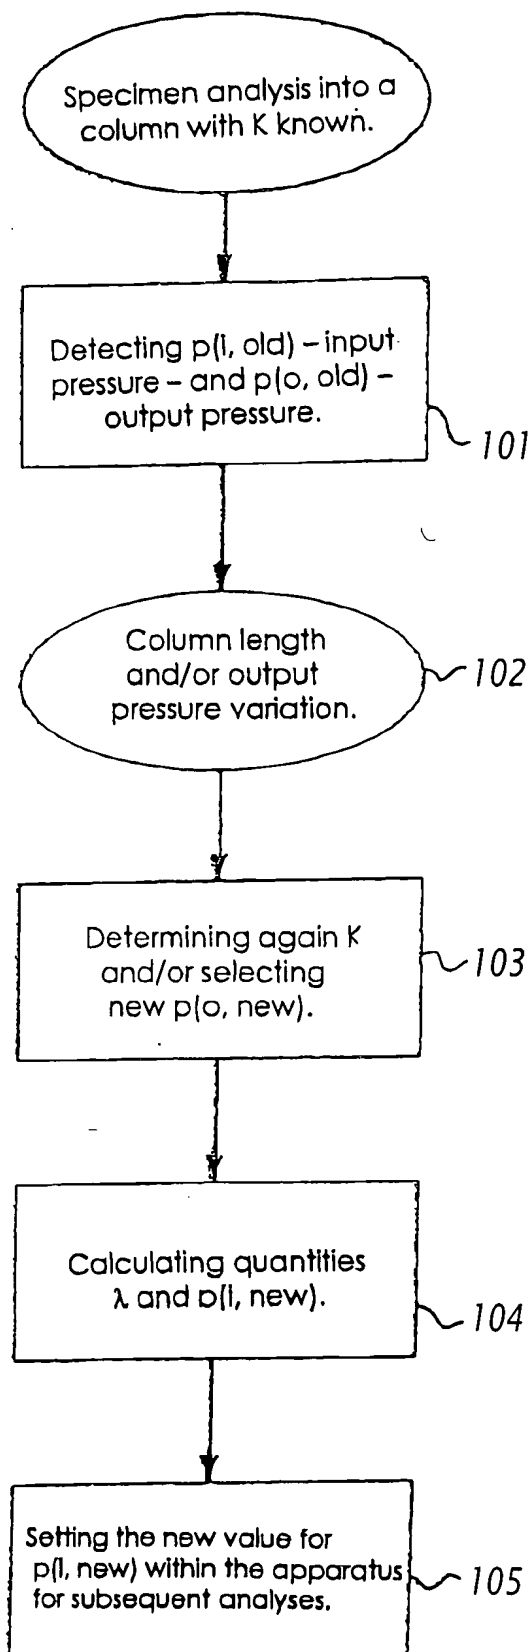 Specimen analysis into a
column with K known.
Detecting p(i, old) – input
pressure – and p(o, old) –
output pressure.
101
Column length
and/or output
pressure variation.
102
Determining again K
and/or selecting
new p(o, new).
103
Calculating quantities
λ and p(i, new).
104
Setting the new value for
p(i, new) within the apparatus
for subsequent analyses.
105